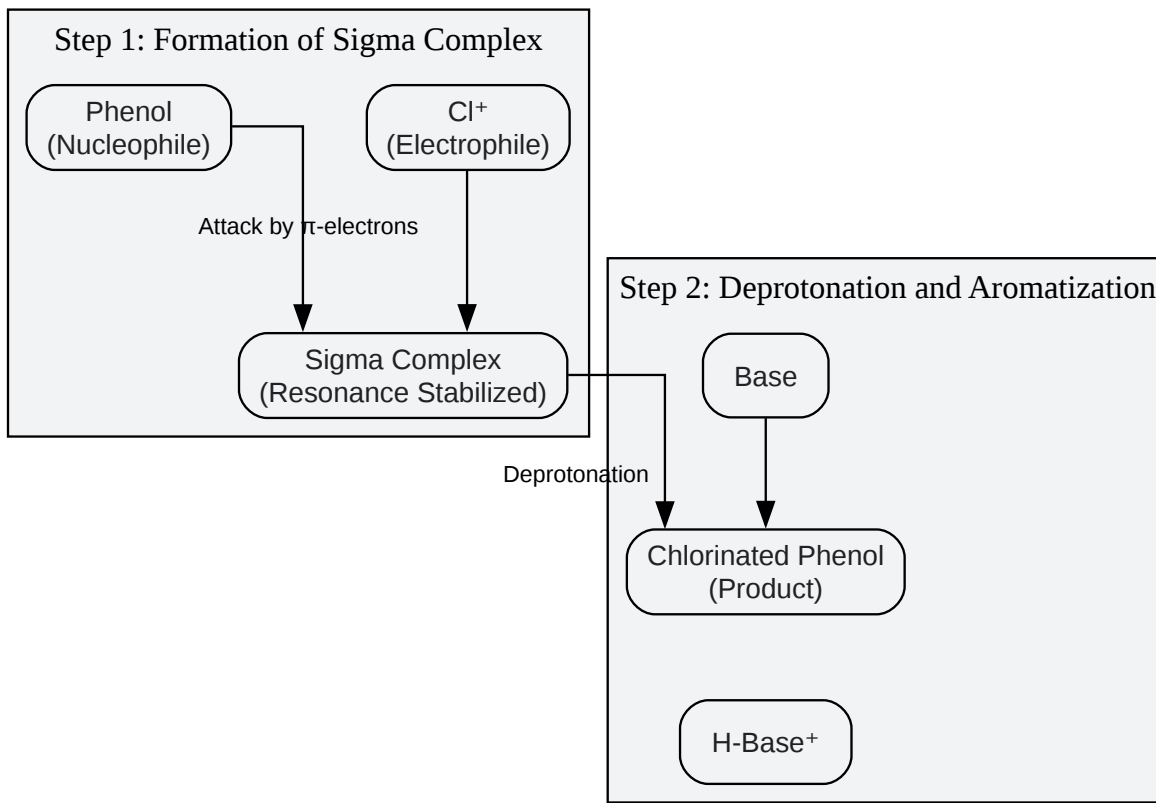 Step 1: Formation of Sigma Complex
Phenol
(Nucleophile)
Cl⁺
(Electrophile)
Attack by π-electrons
Sigma Complex
(Resonance Stabilized)
Step 2: Deprotonation and Aromatization
Base
Deprotonation
Chlorinated Phenol
(Product)
H-Base⁺